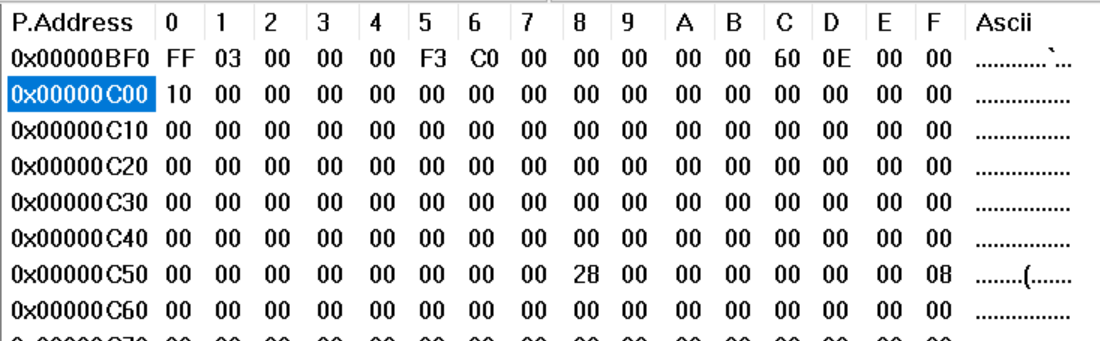 P.Address 0 1 2 3 4 5 6 7 8 9 A B C D E F Ascii
0x00000BF0 FF 03 00 00 00 F3 C0 00 00 00 00 00 60 0E 00 00 ............`...
0x00000C00 10 00 00 00 00 00 00 00 00 00 00 00 00 00 00 00 ................
0x00000C10 00 00 00 00 00 00 00 00 00 00 00 00 00 00 00 00 ................
0x00000C20 00 00 00 00 00 00 00 00 00 00 00 00 00 00 00 00 ................
0x00000C30 00 00 00 00 00 00 00 00 00 00 00 00 00 00 00 00 ................
0x00000C40 00 00 00 00 00 00 00 00 00 00 00 00 00 00 00 00 ................
0x00000C50 00 00 00 00 00 00 00 00 28 00 00 00 00 00 00 08 ........(.......
0x00000C60 00 00 00 00 00 00 00 00 00 00 00 00 00 00 00 00 ................